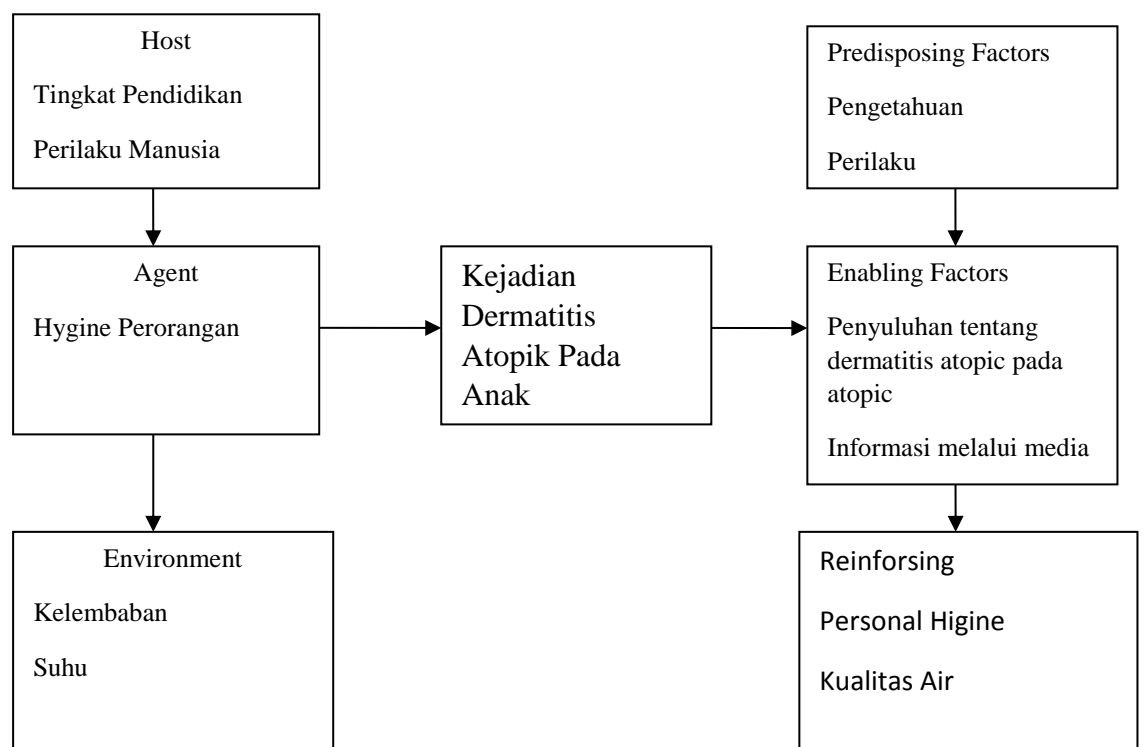 Host
Tingkat Pendidikan
Perilaku Manusia
Predisposing Factors
Pengetahuan
Perilaku
Agent
Hygine Perorangan
Kejadian
Dermatitis
Atopik Pada
Anak
Enabling Factors
Penyuluhan tentang
dermatitis atopic pada
atopic
Informasi melalui media
Environment
Kelembaban
Suhu
Reinforsing
Personal Higine
Kualitas Air